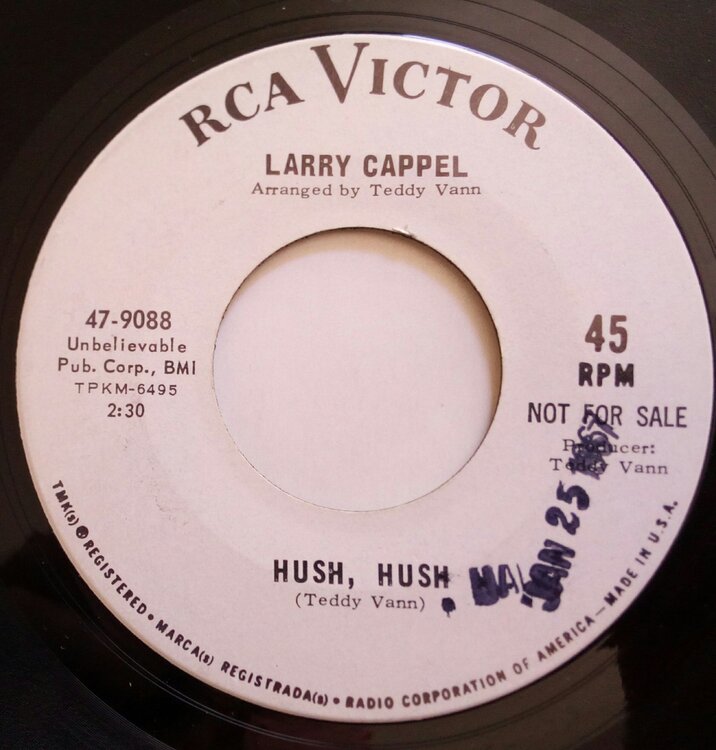 RCA VICTOR
LARRY CAPPEL
Arranged by Teddy Vann
47-9088
Unbelievable
Pub. Corp., BMI
TPKM-6495
2:30
45
RPM
NOT FOR SALE
Producer:
Teddy Vann
JAN 25 1967
HUSH, HUSH
(Teddy Vann)
TMK(s) ® REGISTERED • MARCA(s) REGISTRADA(s) • RADIO CORPORATION OF AMERICA — MADE IN U.S.A.